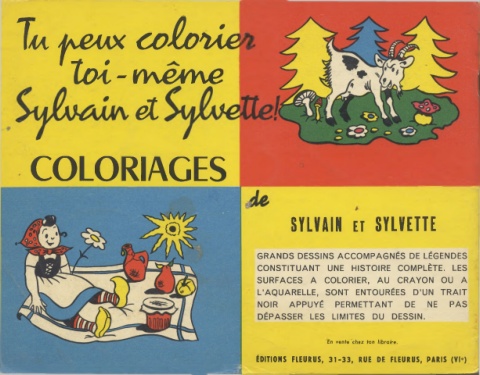 Tu peux colorier
toi-même
Sylvain et Sylvette!
COLORIAGES
de
SYLVAIN ET SYLVETTE
GRANDS DESSINS ACCOMPAGNÉS DE LÉGENDES
CONSTITUANT UNE HISTOIRE COMPLÈTE. LES
SURFACES A COLORIER, AU CRAYON OU A
L'AQUARELLE, SONT ENTOURÉES D'UN TRAIT
NOIR APPUYÉ PERMETTANT DE NE PAS
DÉPASSER LES LIMITES DU DESSIN.
En vente chez ton libraire.
ÉDITIONS FLEURUS, 31-33, RUE DE FLEURUS, PARIS (VIe)